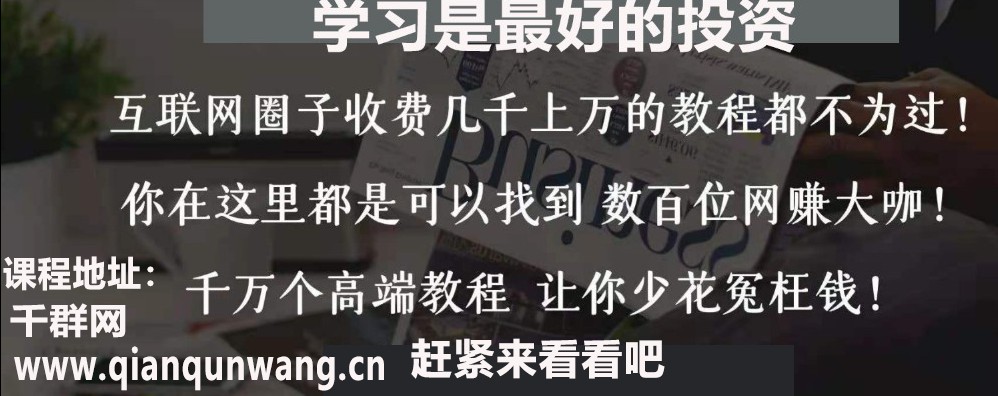 学习是最好的投资
互联网圈子收费几千上万的教程都不为过！
你在这里都是可以找到 数百位网赚大咖！
千万个高端教程 让你少花冤枉钱！
课程地址：
千群网
www.qianqunwang.cn
赶紧来看看吧
Business